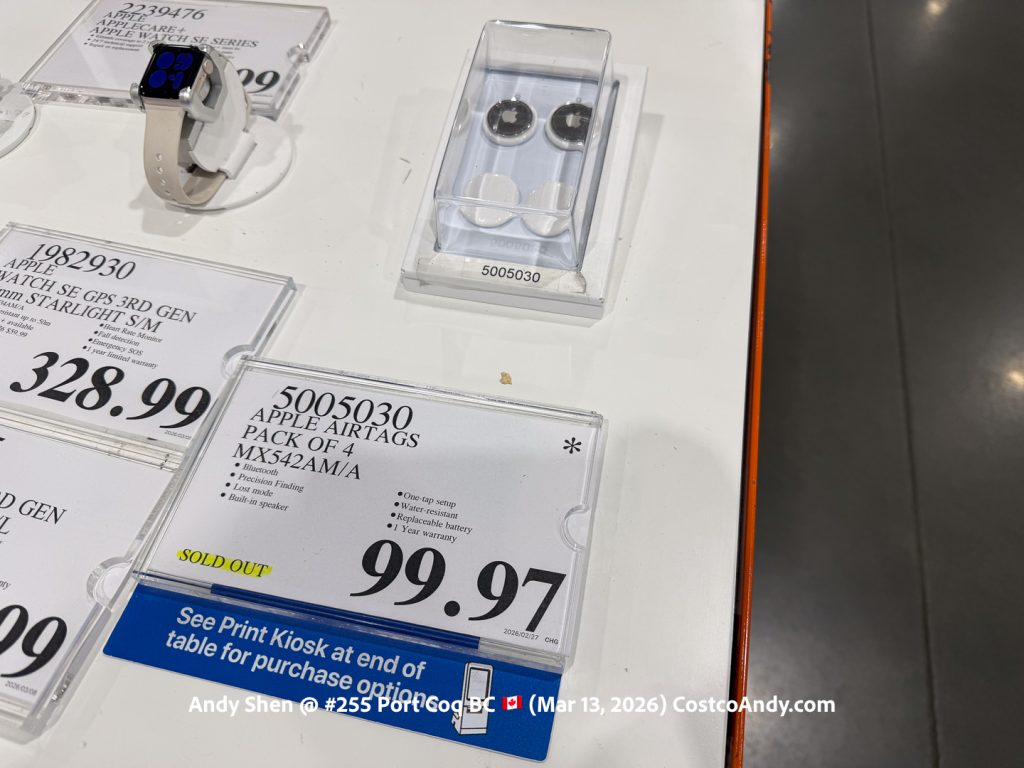 2239476
APPLE
APPLECARE+
APPLE WATCH SE SERIES
99
5005030
1982930
APPLE
WATCH SE GPS 3RD GEN
mm STARLIGHT S/M
•Heart Rate Monitor
•Fall detection
•Emergency SOS
•1 year limited warranty
328.99
5005030
APPLE AIRTAGS
PACK OF 4
MX542AM/A
*
•Bluetooth
•Precision Finding
•Lost mode
•Built-in speaker
•One-tap setup
•Water-resistant
•Replaceable battery
•1 Year warranty
SOLD OUT
99.97
2026/02/27 CHG
D GEN
99
See Print Kiosk at end of
table for purchase options
Andy Shen @ #255 Port Coq BC 🇨🇦 (Mar 13, 2026) CostcoAndy.com